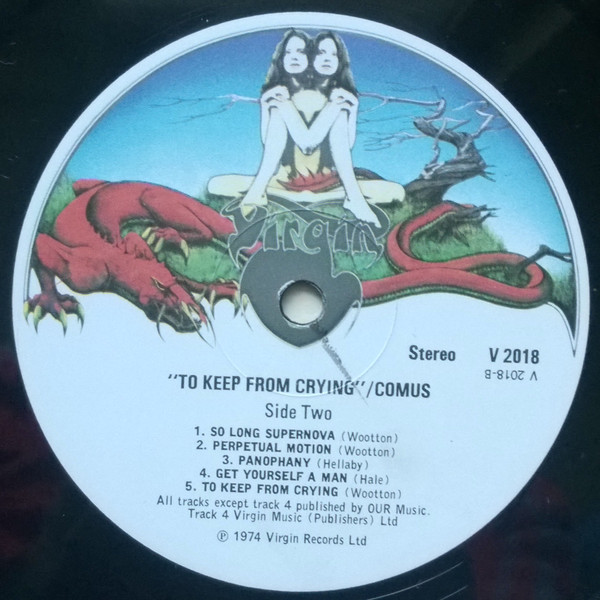 Virgin
Stereo V 2018
V 2018-B
"TO KEEP FROM CRYING"/COMUS
Side Two
1. SO LONG SUPERNOVA (Wootton)
2. PERPETUAL MOTION (Wootton)
3. PANOPHANY (Hellaby)
4. GET YOURSELF A MAN (Hale)
5. TO KEEP FROM CRYING (Wootton)
All tracks except track 4 published by OUR Music.
Track 4 Virgin Music (Publishers) Ltd
℗ 1974 Virgin Records Ltd